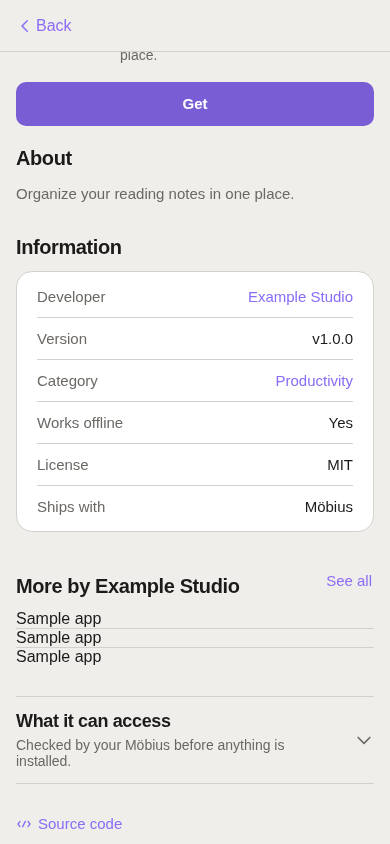 Back
place.
Get
About
Organize your reading notes in one place.
Information
Developer Example Studio
Version v1.0.0
Category Productivity
Works offline Yes
License MIT
Ships with Möbius
More by Example Studio See all
Sample app
Sample app
Sample app
What it can access
Checked by your Möbius before anything is
installed.
Source code